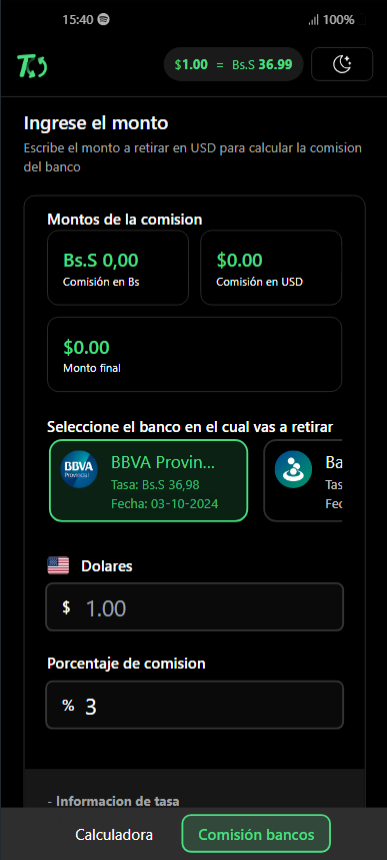 15:40 100%
$1.00 = Bs.S 36.99
Ingrese el monto
Escribe el monto a retirar en USD para calcular la comision
del banco
Montos de la comision
Bs.S 0,00
Comisión en Bs
$0.00
Comisión en USD
$0.00
Monto final
Seleccione el banco en el cual vas a retirar
BBVA
Provincial
BBVA Provin...
Tasa: Bs.S 36,98
Fecha: 03-10-2024
Ba
Tas
Fec
Dolares
$ 1.00
Porcentaje de comision
% 3
- Informacion de tasa
Calculadora
Comisión bancos